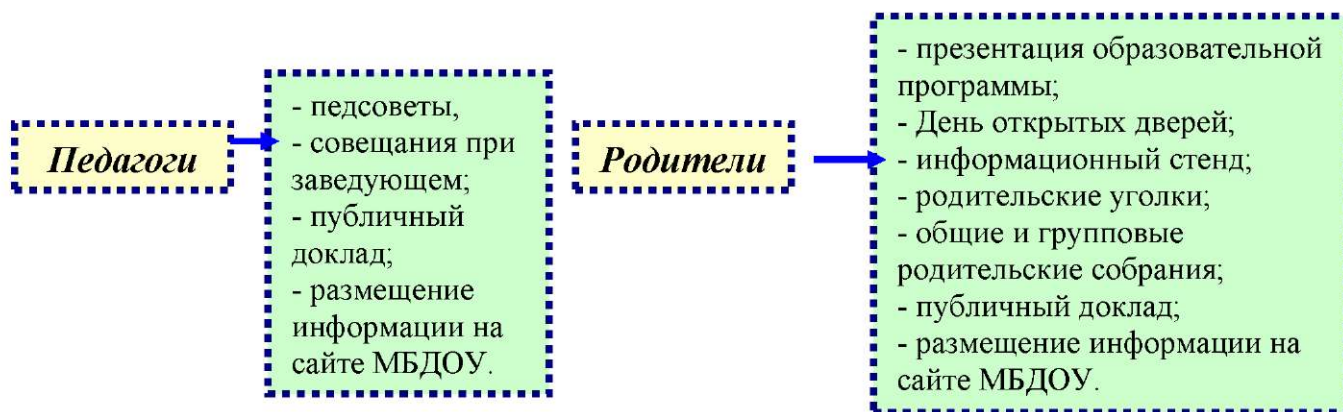 Педагоги
- педсоветы,
- совещания при
заведующем;
- публичный
доклад;
- размещение
информации на
сайте МБДОУ.
Родители
- презентация образовательной
программы;
- День открытых дверей;
- информационный стенд;
- родительские уголки;
- общие и групповые
родительские собрания;
- публичный доклад;
- размещение информации на
сайте МБДОУ.